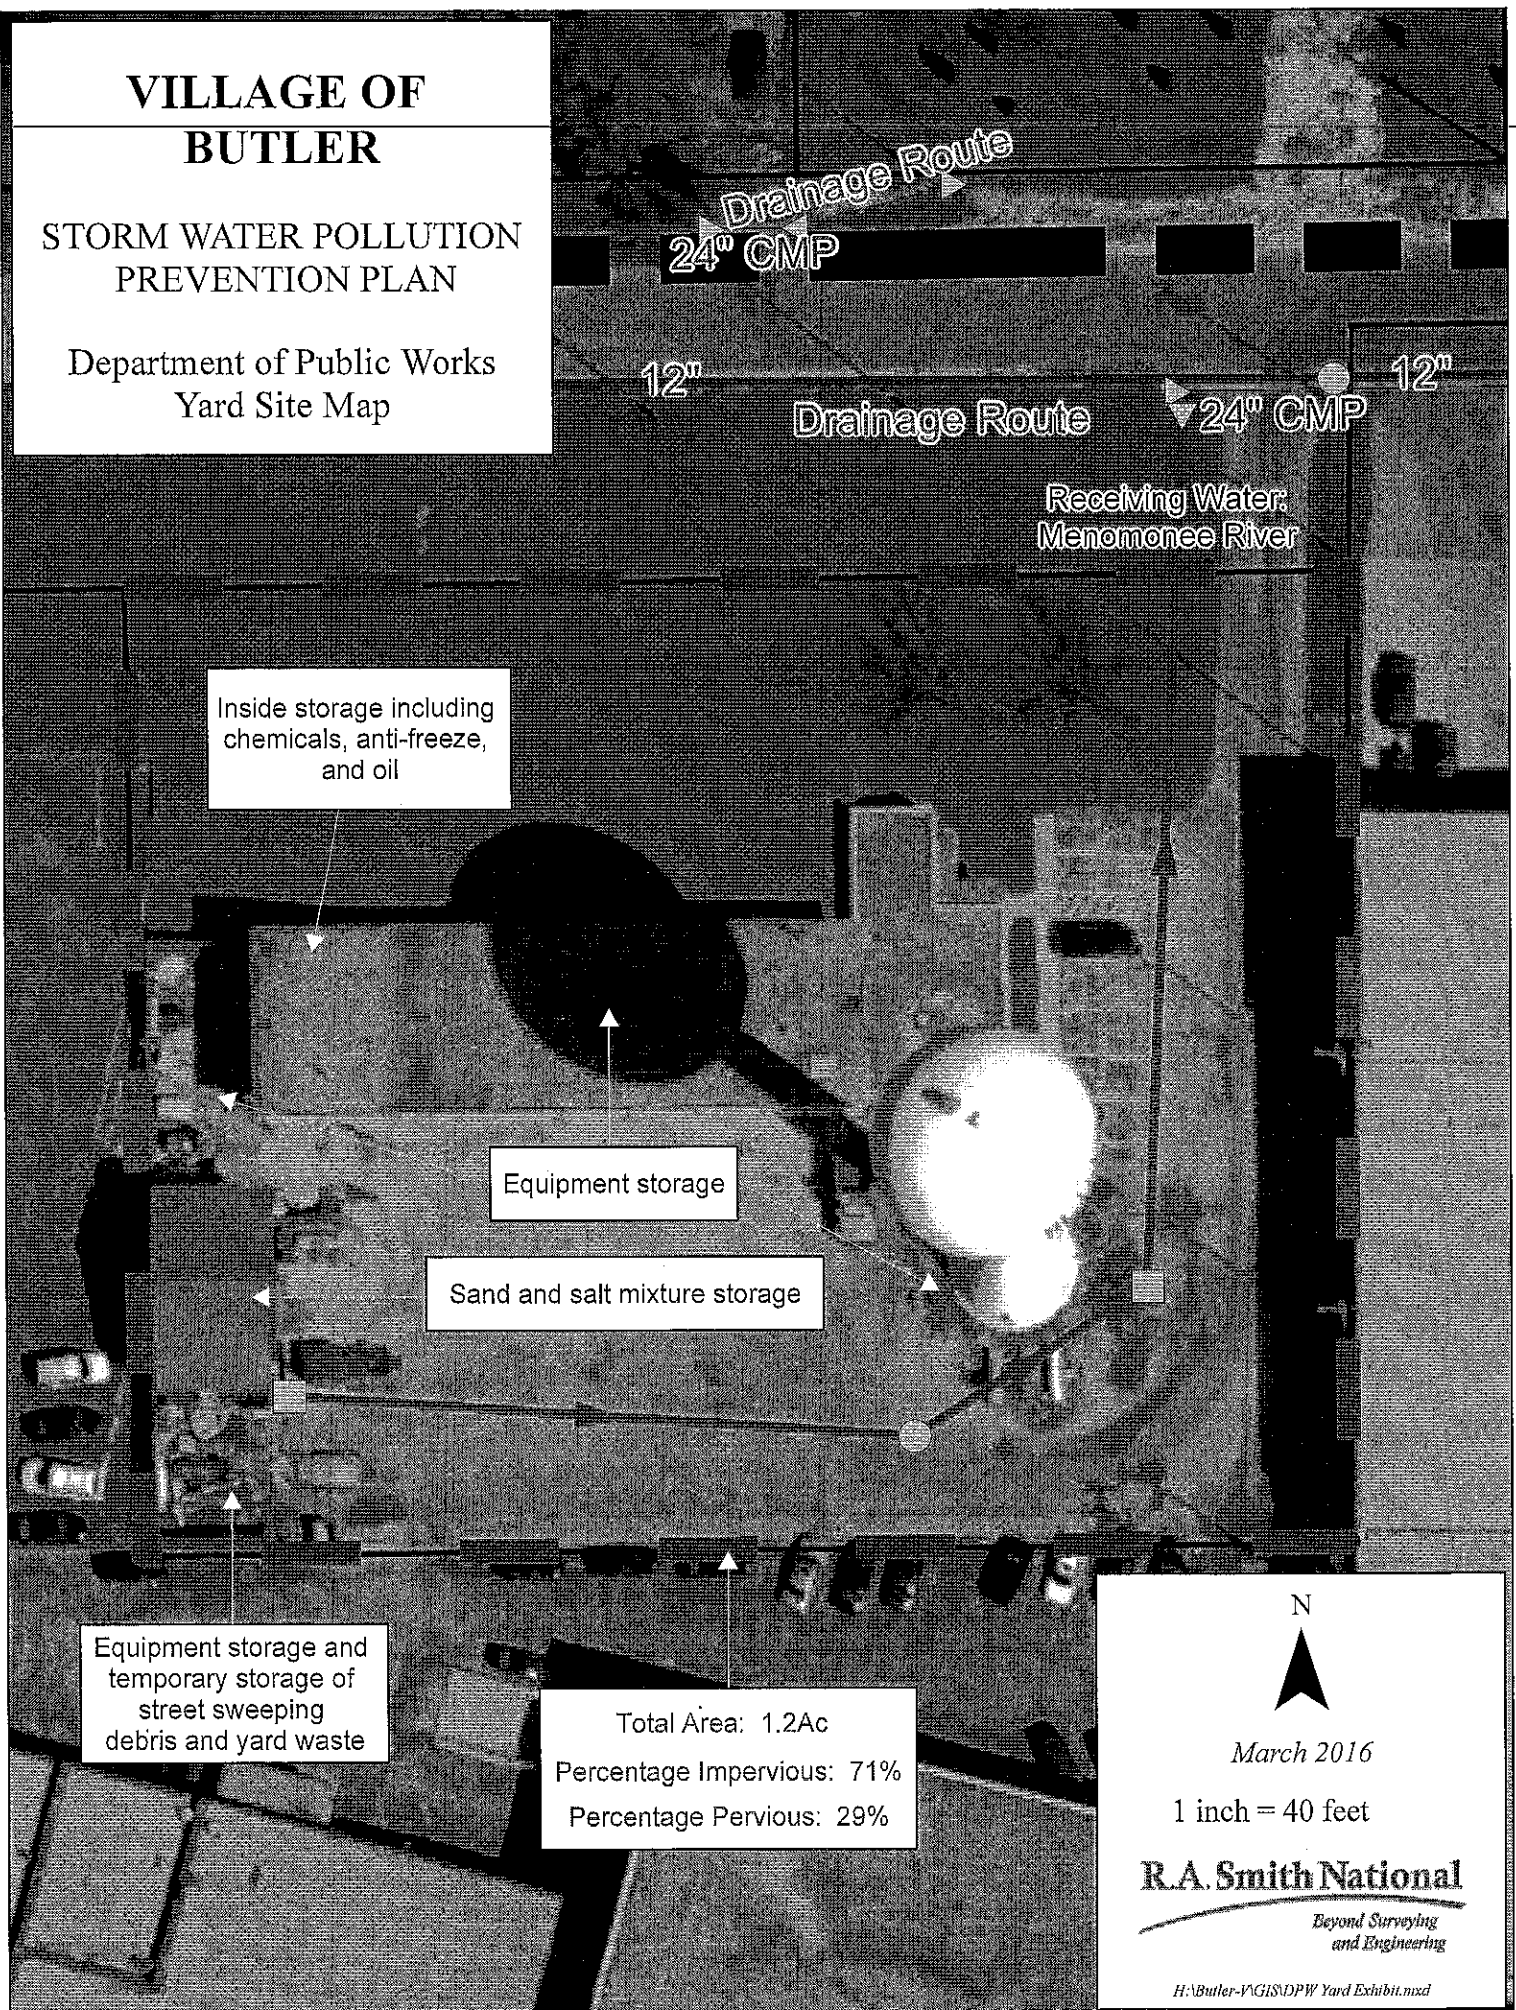 VILLAGE OF
BUTLER
STORM WATER POLLUTION
PREVENTION PLAN
Department of Public Works
Yard Site Map
Drainage Route
24" CMP
12"
12"
Drainage Route
24" CMP
Receiving Water:
Menomonee River
Inside storage including
chemicals, anti-freeze,
and oil
Equipment storage
Sand and salt mixture storage
Equipment storage and
temporary storage of
street sweeping
debris and yard waste
Total Area: 1.2Ac
Percentage Impervious: 71%
Percentage Pervious: 29%
N
March 2016
1 inch = 40 feet
R.A. Smith National
Beyond Surveying
and Engineering
H:\Butler-V\GIS\DPW Yard Exhibit.mxd